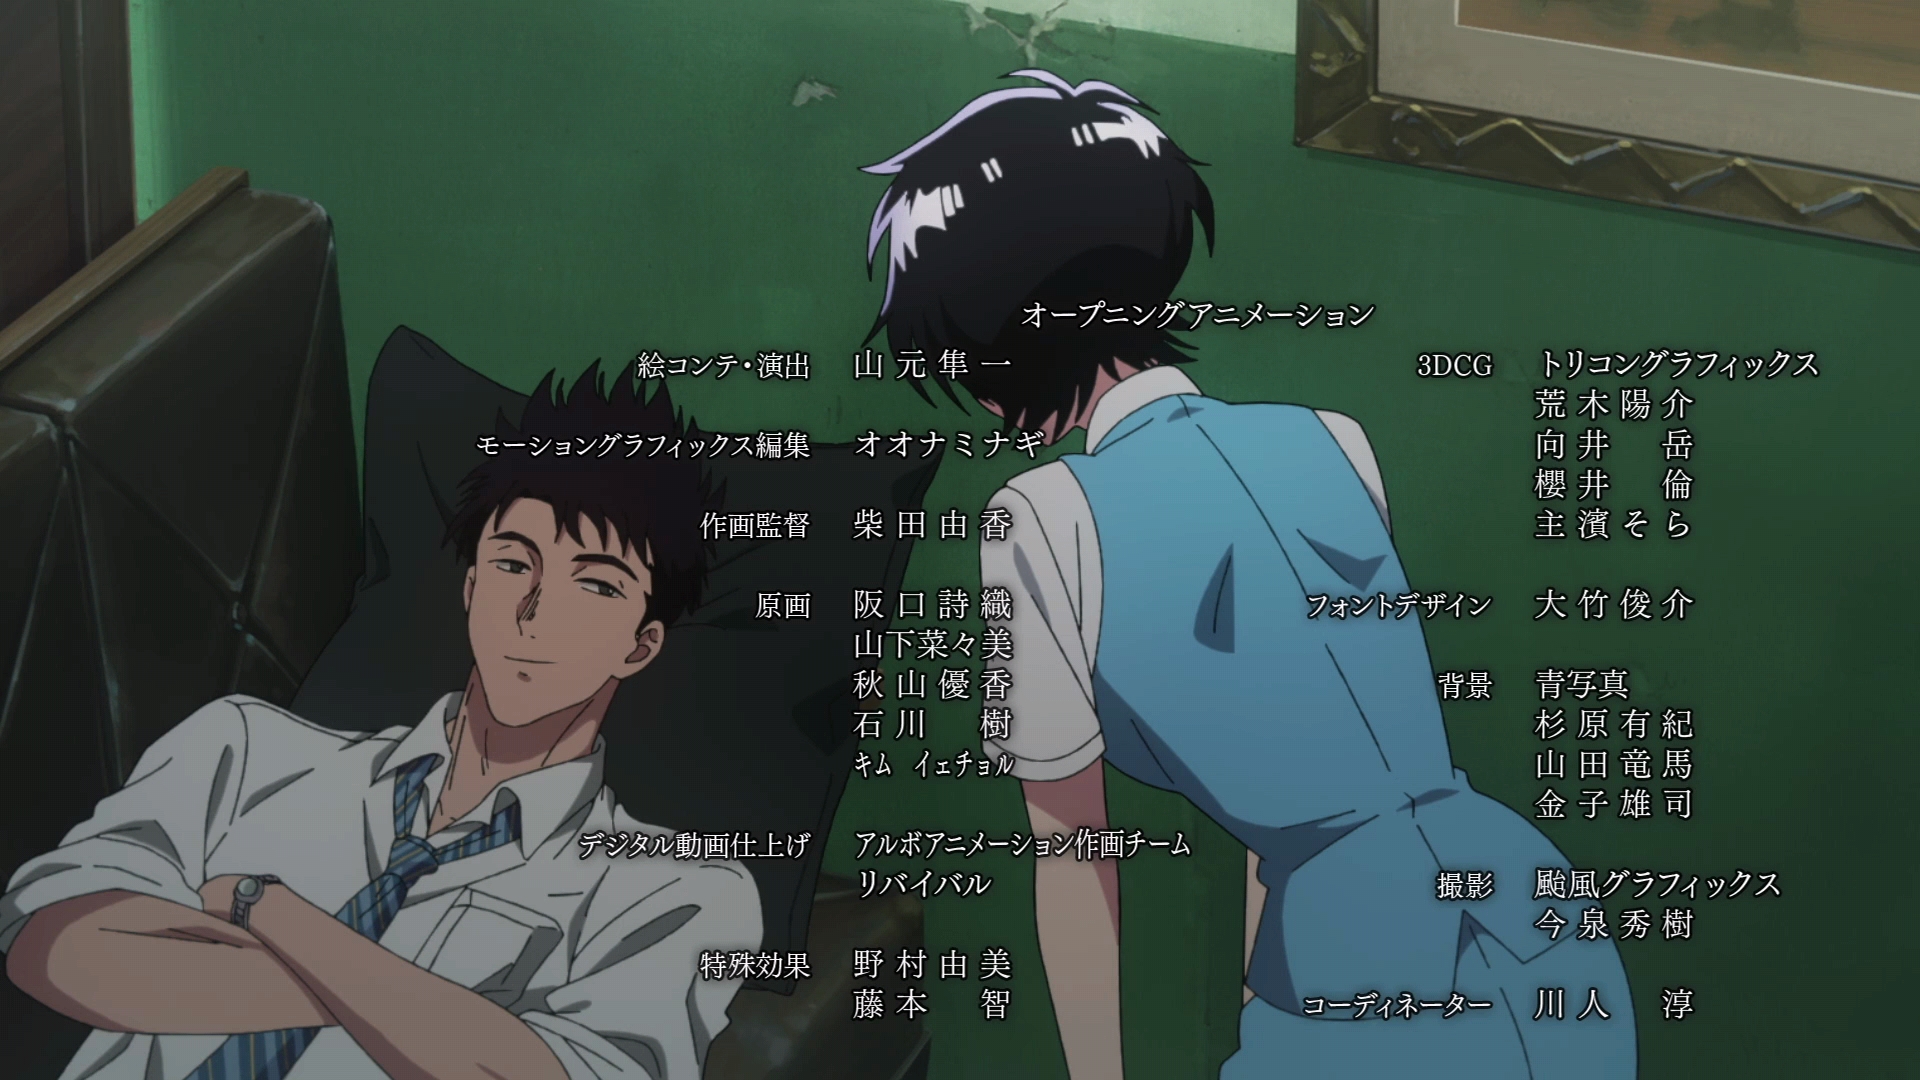 オープニングアニメーション
絵コンテ・演出 山元隼一
モーショングラフィックス編集 オオナミナギ
作画監督 柴田由香
原画 阪口詩織
山下菜々美
秋山優香
石川 樹
キム イェチョル
デジタル動画仕上げ アルボアニメーション作画チーム
リバイバル
特殊効果 野村由美
藤本 智
3DCG トリコングラフィックス
荒木陽介
向井 岳
櫻井 倫
主濱そら
フォントデザイン 大竹俊介
背景 青写真
杉原有紀
山田竜馬
金子雄司
撮影 颱風グラフィックス
今泉秀樹
コーディネーター 川人 淳